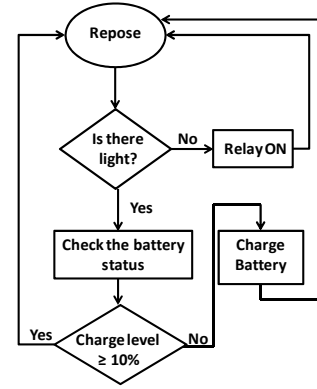 Repose
Is there
light?
No
Relay ON
Yes
Check the battery
status
Charge
Battery
Yes
Charge level
≥ 10%
No